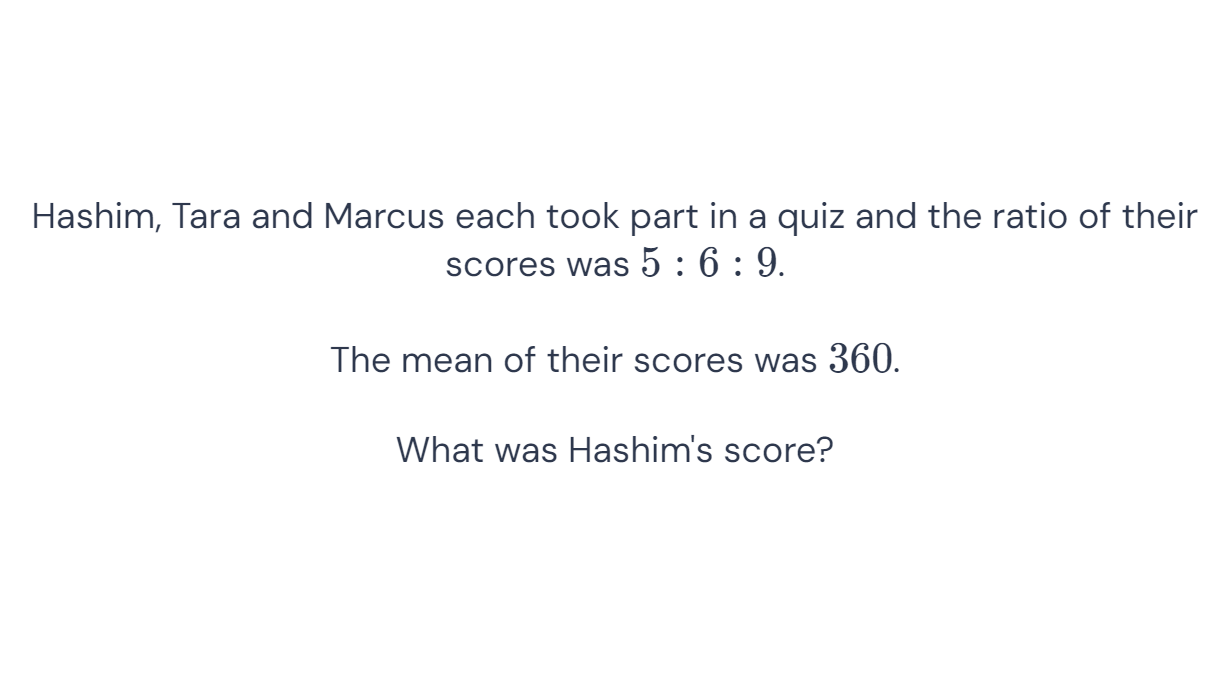 Hashim, Tara and Marcus each took part in a quiz and the ratio of their
scores was 5 : 6 : 9.
The mean of their scores was 360.
What was Hashim's score?